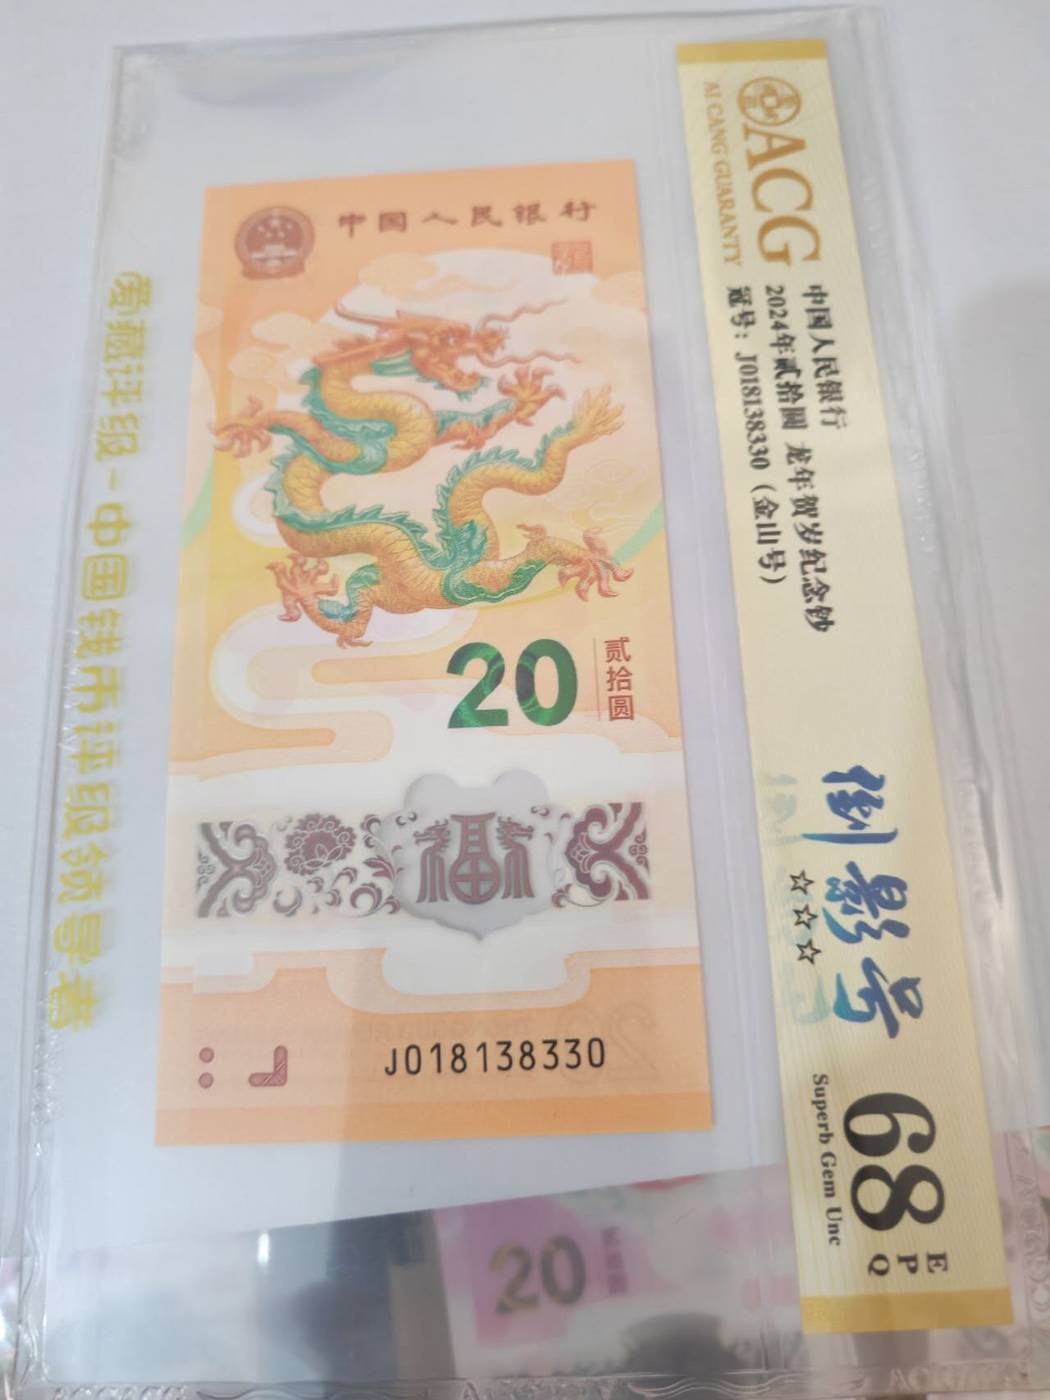 中国人民银行
20
贰拾圆
福
J018138330
ACG
AI CANG GUARANTY
中国人民银行
2024年贰拾圆 龙年贺岁纪念钞
冠号：J018138330（金山号）
倒影号
☆☆☆
68
EPQ
Superb Gem Unc
爱藏评级-中国钱币评级领导者
20